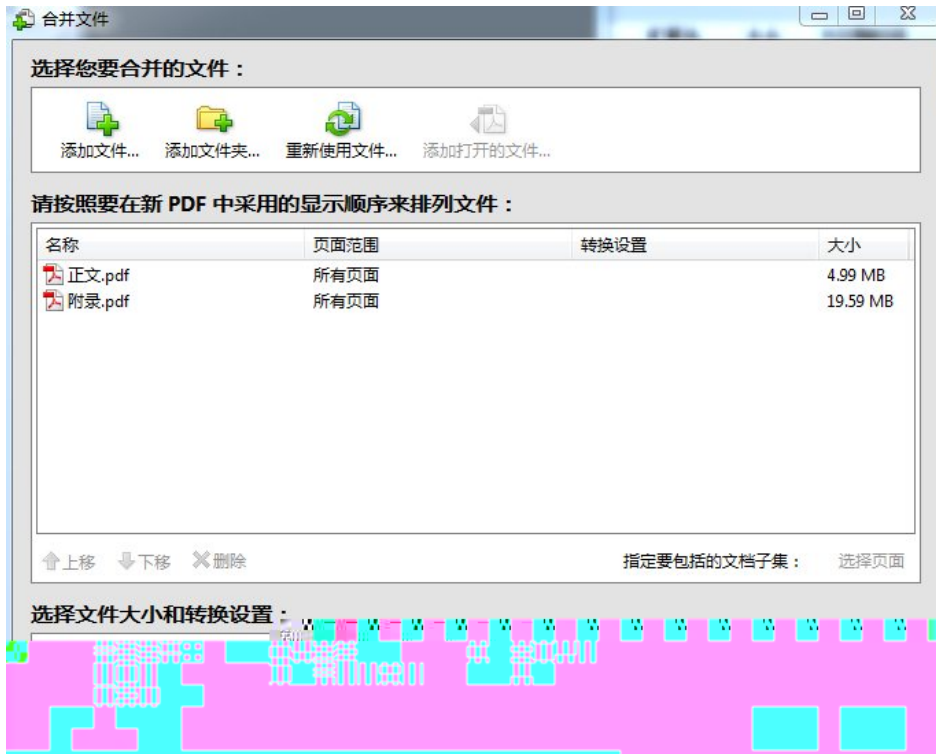 合并文件
选择您要合并的文件：
添加文件... 添加文件夹... 重新使用文件... 添加打开的文件...
请按照要在新 PDF 中采用的显示顺序来排列文件：
名称 页面范围 转换设置 大小
正文.pdf 所有页面 4.99 MB
附录.pdf 所有页面 19.59 MB
上移 下移 删除 指定要包括的文档子集： 选择页面
选择文件大小和转换设置：